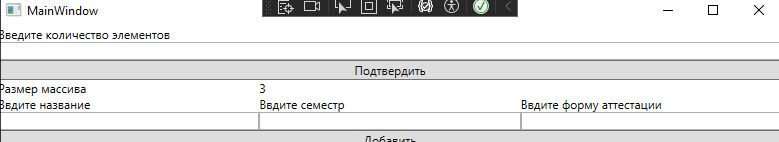 MainWindow
Введите количество элементов
Подтвердить
Размер массива 3
Ввдите название Ввдите семестр Ввдите форму аттестации
Добавить